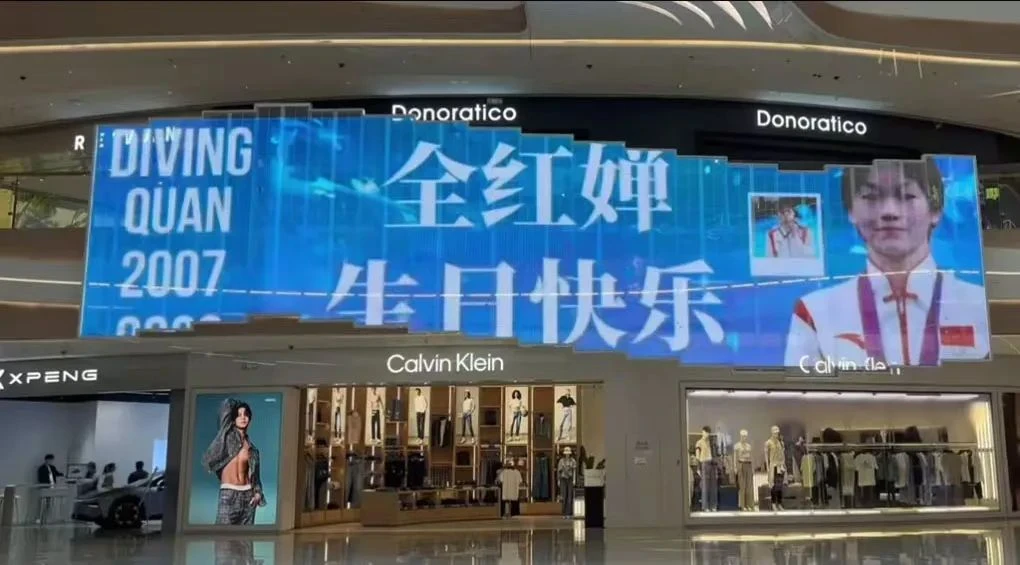 Donoratico
Donoratico
DIVING
QUAN
2007
全红婵
生日快乐
Calvin Klein
Calvin Klein
XPENG